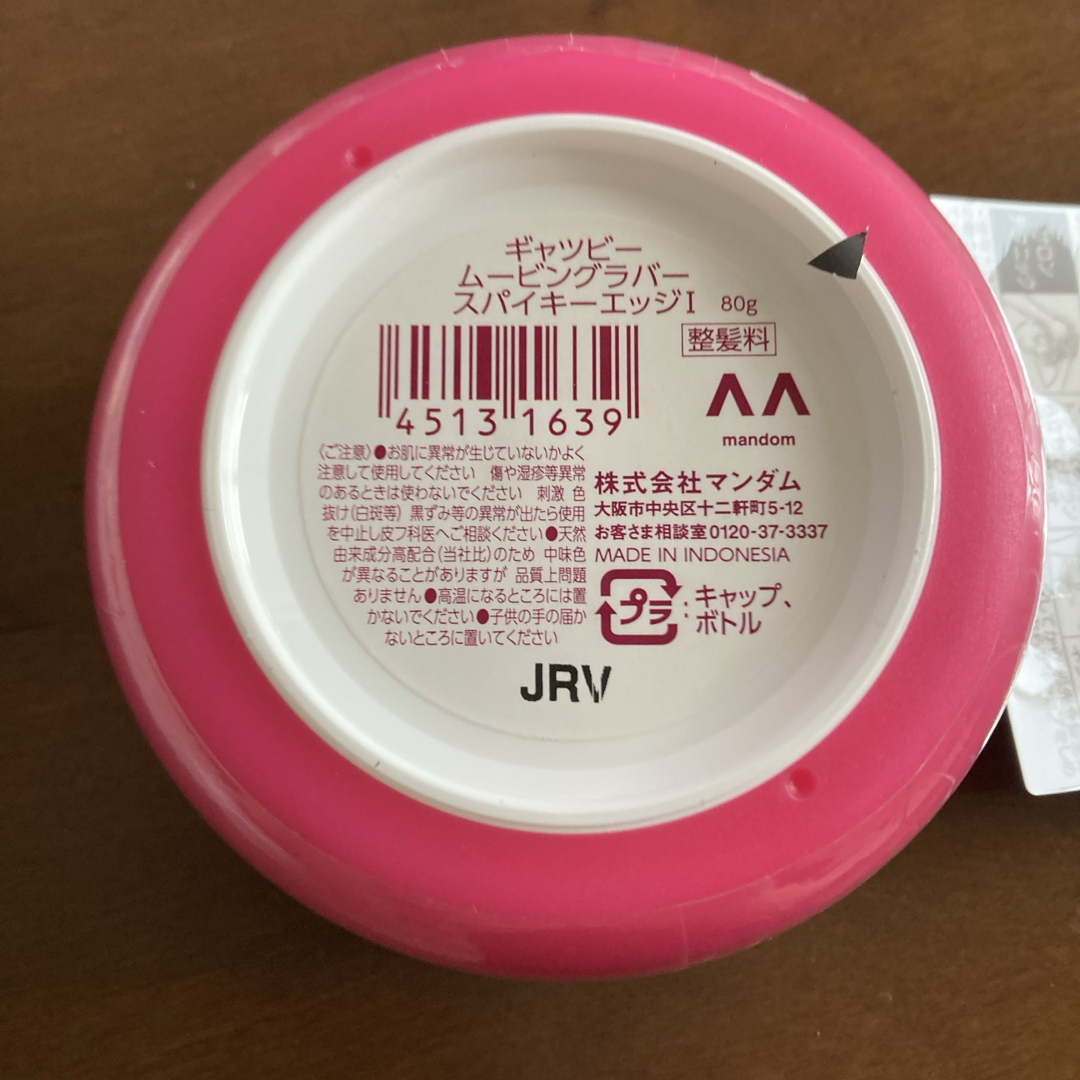 ギャツビー
ムービングラバー
スパイキーエッジI 80g
整髪料
4513 1639
mandom
〈ご注意〉●お肌に異常が生じていないかよく
注意して使用してください 傷や湿疹等異常
のあるときは使わないでください 刺激 色
抜け(白斑等) 黒ずみ等の異常が出たら使用
を中止し皮フ科医へご相談ください●天然
由来成分高配合(当社比)のため 中味色
が異なることがありますが 品質上問題
ありません●高温になるところには置
かないでください●子供の手の届か
ないところに置いてください
株式会社マンダム
大阪市中央区十二軒町5-12
お客さま相談室0120-37-3337
MADE IN INDONESIA
プラ:キャップ、
ボトル
JRV